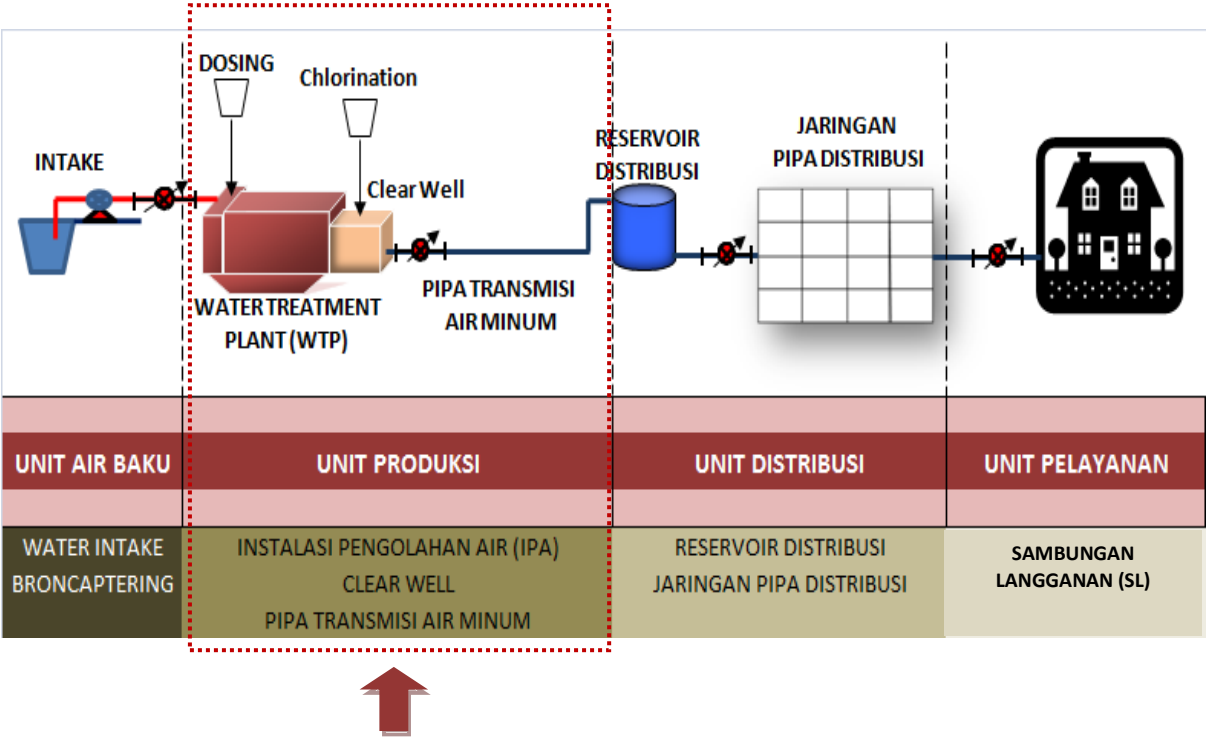 DOSING
Chlorination
INTAKE
Clear Well
WATER TREATMENT
PLANT (WTP)
PIPA TRANSMISI
AIR MINUM
RESERVOIR
DISTRIBUSI
JARINGAN
PIPA DISTRIBUSI
UNIT AIR BAKU
UNIT PRODUKSI
UNIT DISTRIBUSI
UNIT PELAYANAN
WATER INTAKE
BRONCAPTERING
INSTALASI PENGOLAHAN AIR (IPA)
CLEAR WELL
PIPA TRANSMISI AIR MINUM
RESERVOIR DISTRIBUSI
JARINGAN PIPA DISTRIBUSI
SAMBUNGAN
LANGGANAN (SL)